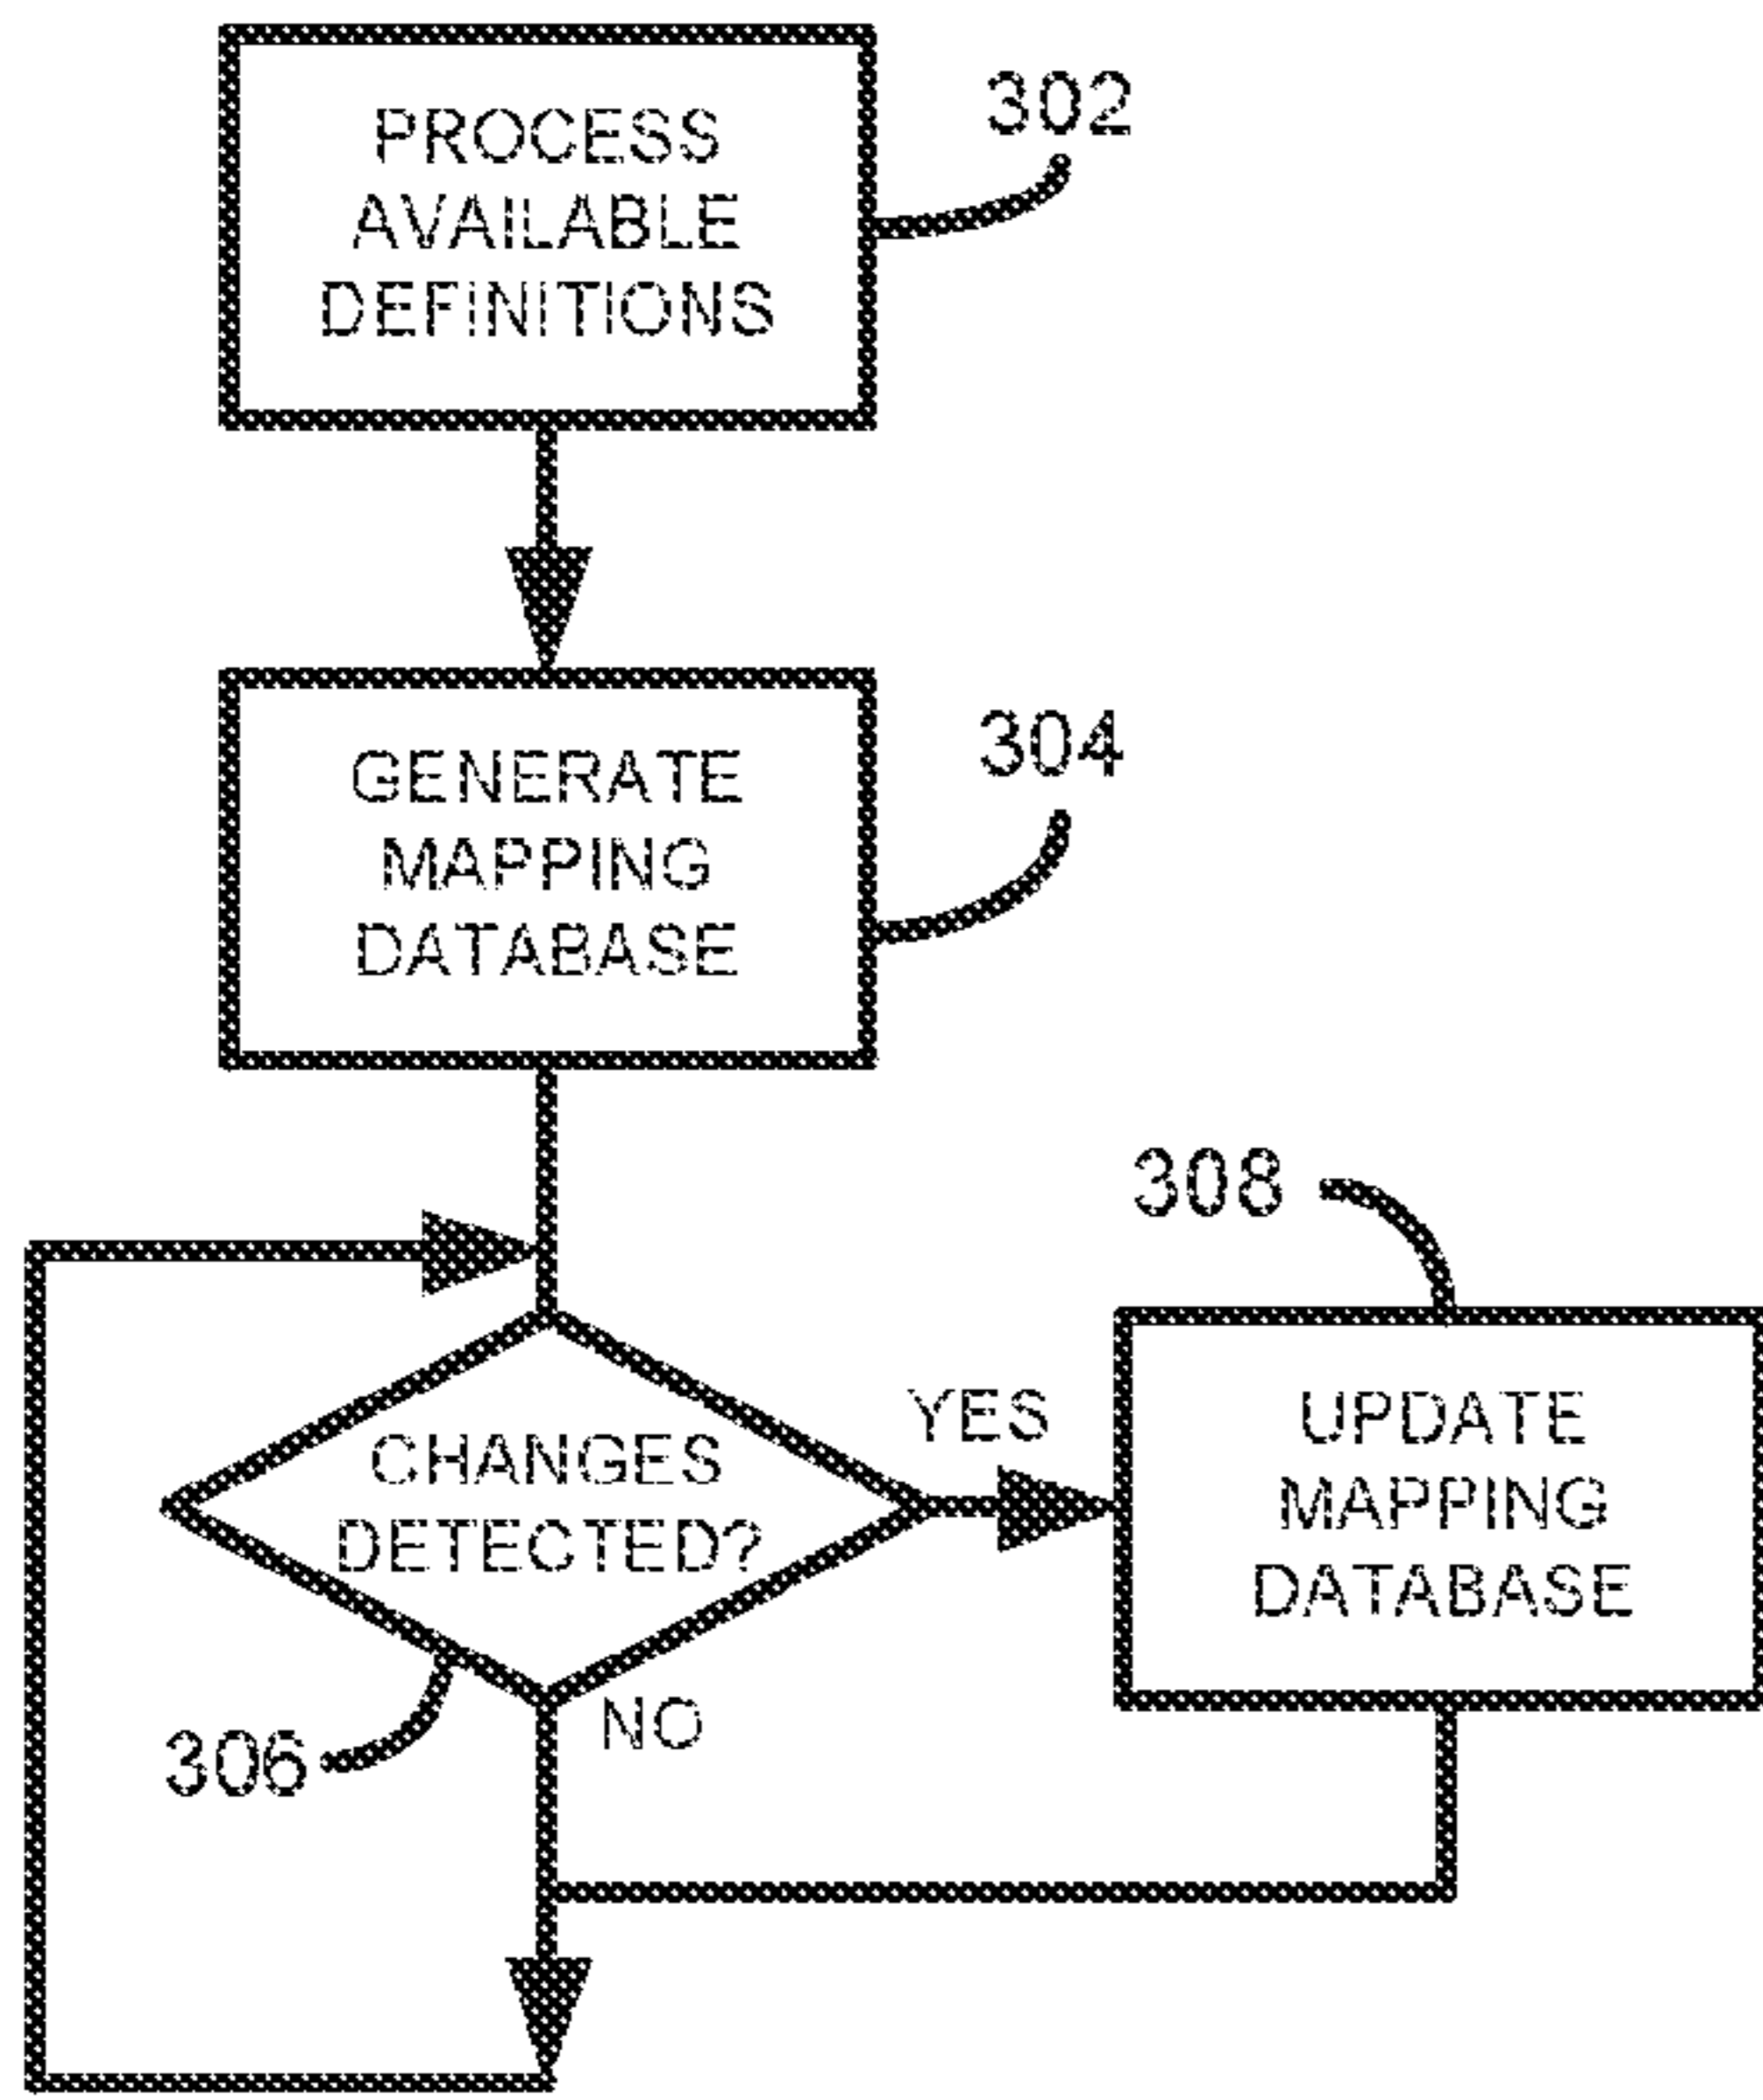 PROCESS
AVAILABLE
DEFINITIONS
302
GENERATE
MAPPING
DATABASE
304
308
CHANGES
DETECTED?
YES
UPDATE
MAPPING
DATABASE
NO
306